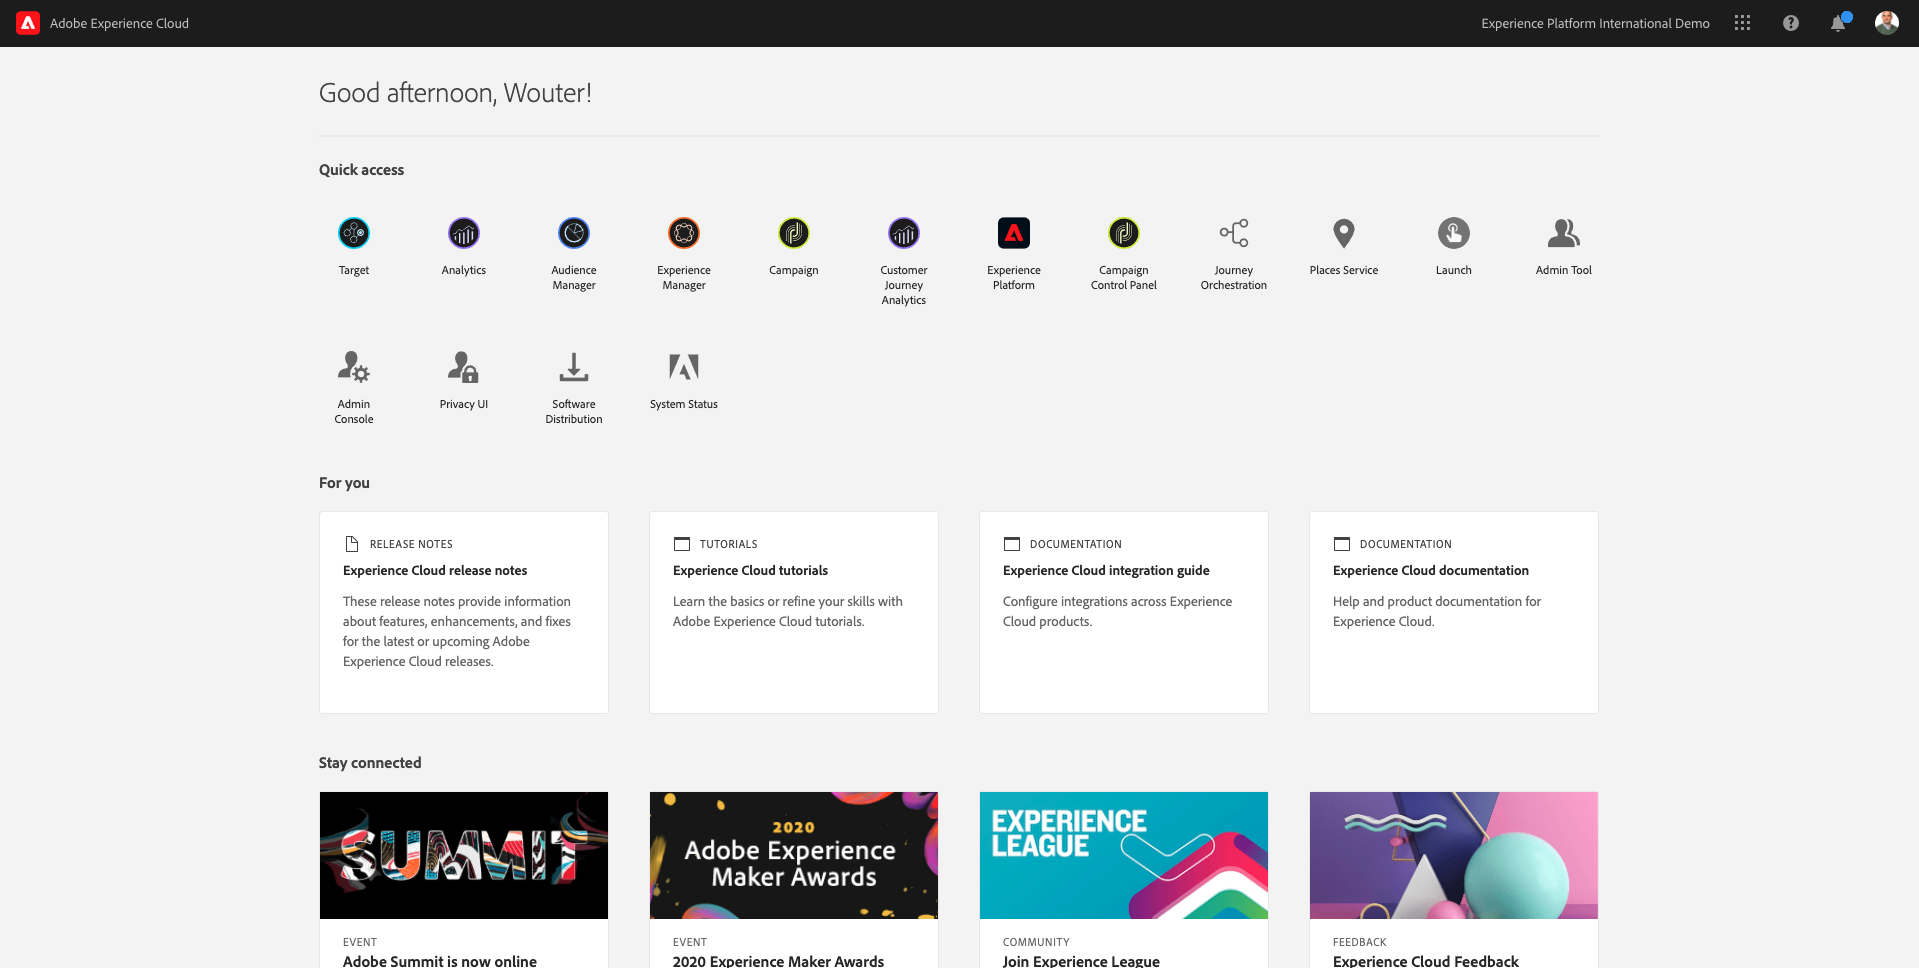 Adobe Experience Cloud
Experience Platform International Demo
Good afternoon, Wouter!
Quick access
Target
Analytics
Audience
Manager
Experience
Manager
Campaign
Customer
Journey
Analytics
Experience
Platform
Campaign
Control Panel
Journey
Orchestration
Places Service
Launch
Admin Tool
Admin
Console
Privacy UI
Software
Distribution
System Status
For you
RELEASE NOTES
Experience Cloud release notes
These release notes provide information
about features, enhancements, and fixes
for the latest or upcoming Adobe
Experience Cloud releases.
TUTORIALS
Experience Cloud tutorials
Learn the basics or refine your skills with
Adobe Experience Cloud tutorials.
DOCUMENTATION
Experience Cloud integration guide
Configure integrations across Experience
Cloud products.
DOCUMENTATION
Experience Cloud documentation
Help and product documentation for
Experience Cloud.
Stay connected
SUMMIT
EVENT
Adobe Summit is now online
2020
Adobe Experience
Maker Awards
EVENT
2020 Experience Maker Awards
EXPERIENCE
LEAGUE
COMMUNITY
Join Experience League
FEEDBACK
Experience Cloud Feedback